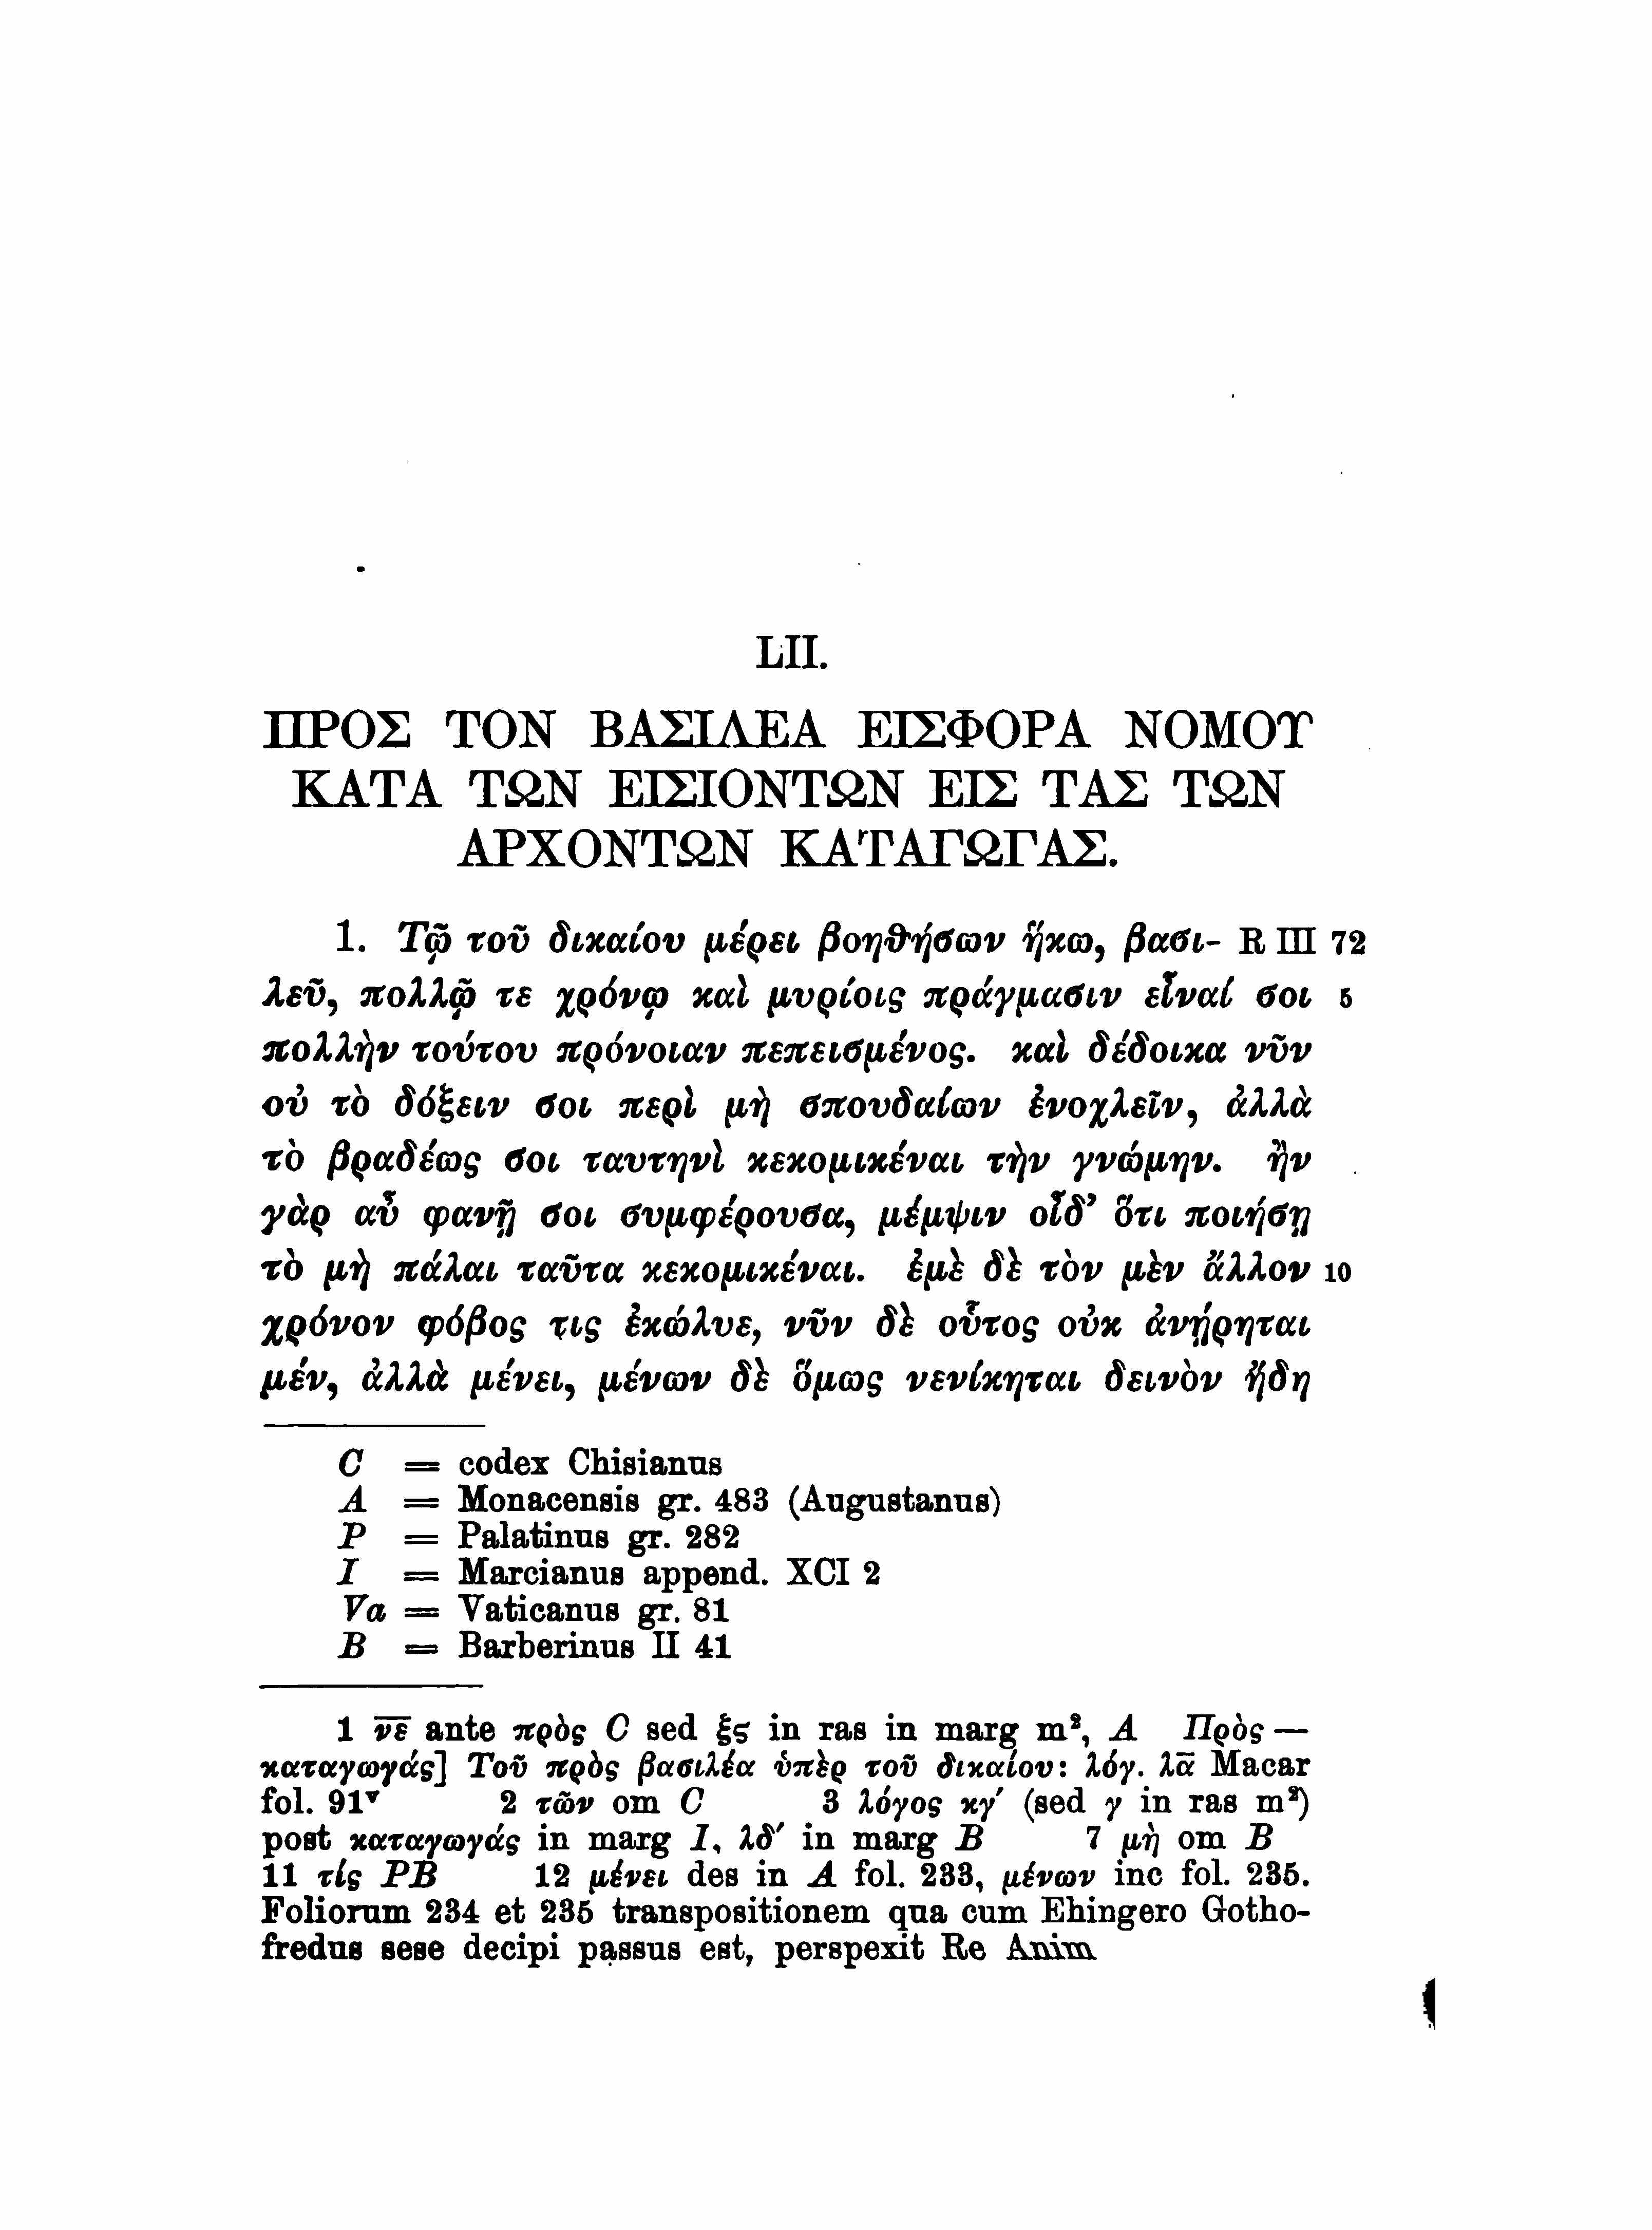 LII.
ΠΡΟΣ ΤΟΝ ΒΑΣΙΛΕΑ ΕΙΣΦΟΡΑ ΝΟΜΟΥ
ΚΑΤΑ ΤΩΝ ΕΙΣΙΟΝΤΩΝ ΕΙΣ ΤΑΣ ΤΩΝ
ΑΡΧΟΝΤΩΝ ΚΑΤΑΓΩΓΑΣ.
1. Τῷ τοῦ δικαίου μέρει βοηθήσων ἥκω, βασι- R III 72
λεῦ, πολλῷ τε χρόνῳ καὶ μυρίοις πράγμασιν εἶναί σοι 5
πολλὴν τούτου πρόνοιαν πεπεισμένος. καὶ δέδοικα νῦν
οὐ τὸ δόξειν σοι περὶ μὴ σπουδαίων ἐνοχλεῖν, ἀλλὰ
τὸ βραδέως σοι ταυτηνὶ κεκομικέναι τὴν γνώμην. ἢν
γὰρ αὖ φανῇ σοι συμφέρουσα, μέμψιν οἶδ’ ὅτι ποιήσῃ
τὸ μὴ πάλαι ταῦτα κεκομικέναι. ἐμὲ δὲ τὸν μὲν ἄλλον 10
χρόνον φόβος τις ἐκώλυε, νῦν δὲ οὗτος οὐκ ἀνῄρηται
μέν, ἀλλὰ μένει, μένων δὲ ὅμως νενίκηται δεινὸν ἤδη
C = codex Chisianus
A = Monacensis gr. 483 (Augustanus)
P = Palatinus gr. 282
I = Marcianus append. XCI 2
Va = Vaticanus gr. 81
B = Barberinus II 41
1 ν̅ε̅ ante πρὸς C sed ξϛ in ras in marg m², A Πρὸς —
καταγωγάς] Τοῦ πρὸς βασιλέα ὑπὲρ τοῦ δικαίου: λόγ. λα̅ Macar
fol. 91ᵛ 2 τῶν om C 3 λόγος κγʹ (sed γ in ras m²)
post καταγωγάς in marg I, λδʹ in marg B 7 μὴ om B
11 τίς PB 12 μένει des in A fol. 233, μένων inc fol. 235.
Foliorum 234 et 235 transpositionem qua cum Ehingero Gotho-
fredus sese decipi passus est, perspexit Re Anim